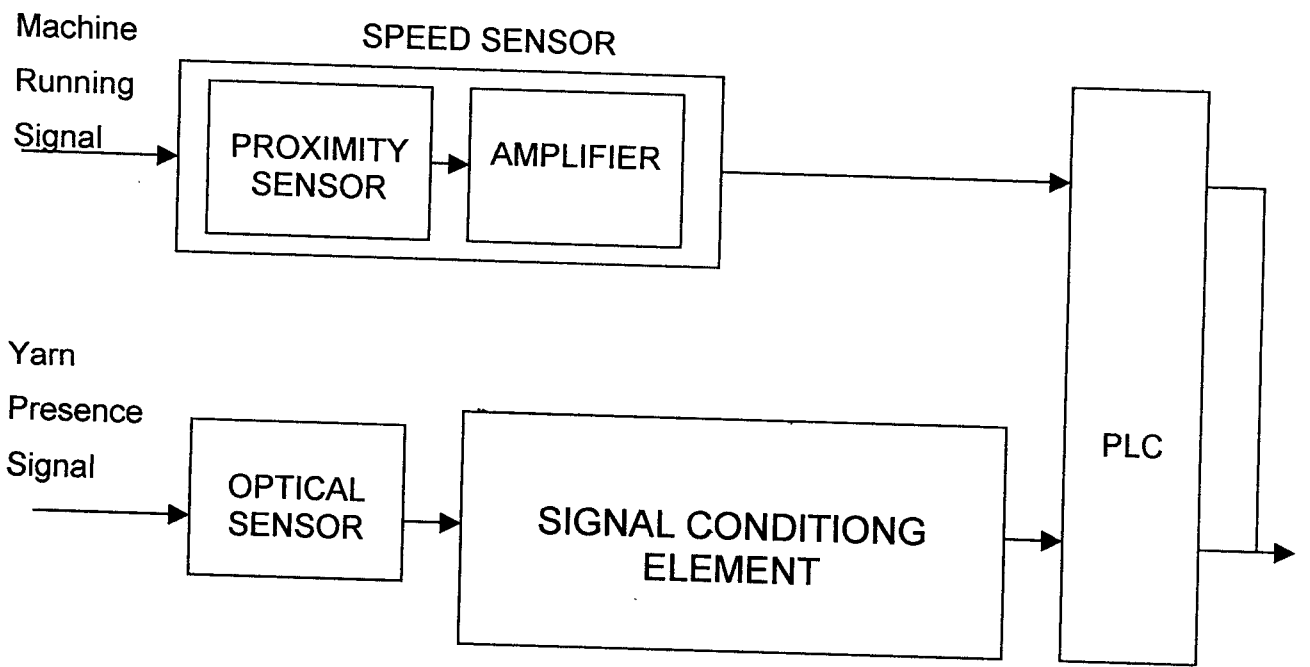 Machine
Running
Signal
SPEED SENSOR
PROXIMITY
SENSOR
AMPLIFIER
Yarn
Presence
Signal
OPTICAL
SENSOR
SIGNAL CONDITIONG
ELEMENT
PLC